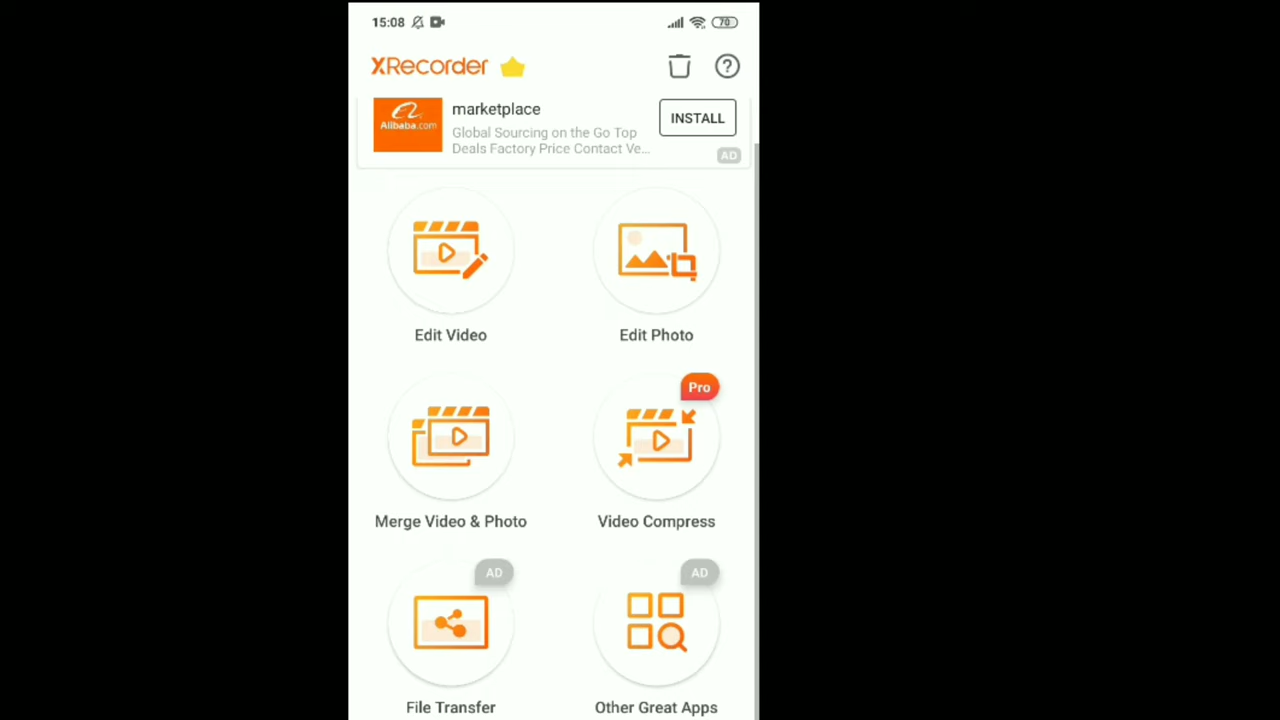 15:08 70
XRecorder
marketplace
Alibaba.com
Global Sourcing on the Go Top
Deals Factory Price Contact Ve...
INSTALL
AD
Edit Video
Edit Photo
Pro
Merge Video & Photo
Video Compress
AD
AD
File Transfer
Other Great Apps